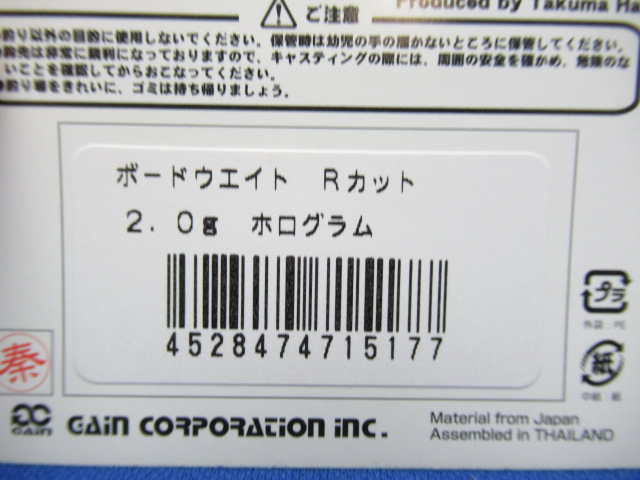 Produced by Takuma Ha
ご注意
釣り以外の目的に使用しないでください。保管時は幼児の手の届かないところに保管してください。
釣先は非常に鋭利になっておりますので、キャスティングの際には、周囲の安全を確かめ、危険のな
いことを確認してからおこなってください。
釣り場をきれいに、ゴミは持ち帰りましょう。
ボードウエイト Rカット
2.0g ホログラム
4528474715177
プラ
外袋:PE
紙
中紙:紙
秦
GAIN
GAIN CORPORATION INC.
Material from Japan
Assembled in THAILAND